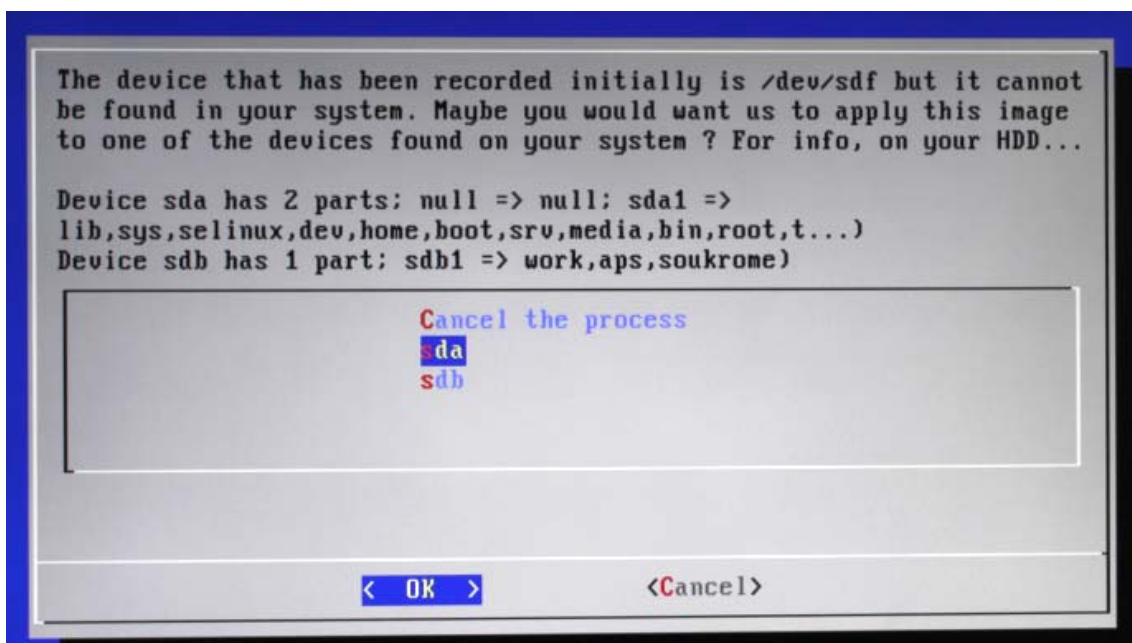 The device that has been recorded initially is /dev/sdf but it cannot
be found in your system. Maybe you would want us to apply this image
to one of the devices found on your system ? For info, on your HDD...
Device sda has 2 parts: null => null; sda1 =>
lib,sys,selinux,dev,home,boot,srv,media,bin,root,t...)
Device sdb has 1 part: sdb1 => work,aps,soukrome)
Cancel the process
sda
sdb
< OK > <Cancel>